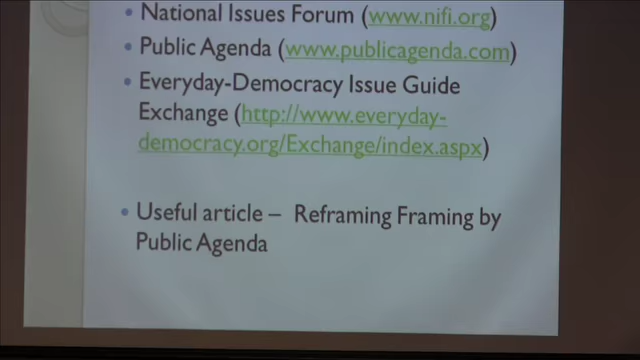 • National Issues Forum (www.nifi.org)
• Public Agenda (www.publicagenda.com)
• Everyday-Democracy Issue Guide
Exchange (http://www.everyday-
democracy.org/Exchange/index.aspx)
• Useful article – Reframing Framing by
Public Agenda